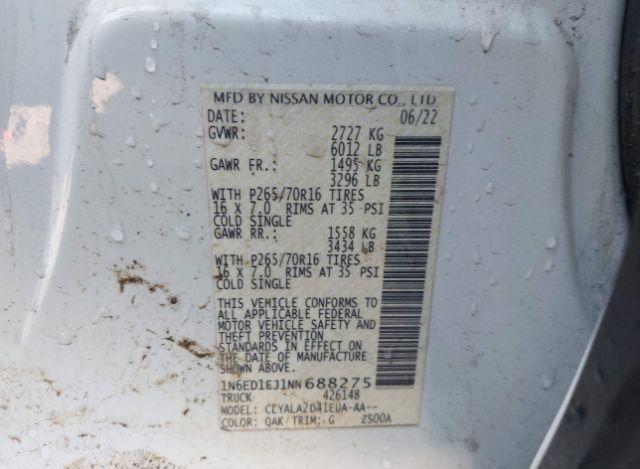 MFD BY NISSAN MOTOR CO., LTD
DATE: 06/22
GVWR: 2727 KG
6012 LB
GAWR FR.: 1495 KG
3296 LB
WITH P265/70R16 TIRES
16 X 7.0 RIMS AT 35 PSI
COLD SINGLE
GAWR RR.: 1558 KG
3434 LB
WITH P265/70R16 TIRES
16 X 7.0 RIMS AT 35 PSI
COLD SINGLE
THIS VEHICLE CONFORMS TO
ALL APPLICABLE FEDERAL
MOTOR VEHICLE SAFETY AND
THEFT PREVENTION
STANDARDS IN EFFECT ON
THE DATE OF MANUFACTURE
SHOWN ABOVE.
1N6ED1EJ1NN688275
TRUCK 426148
MODEL: CCYALA2D41EUA-AA--
COLOR: QAK/TRIM: G 2S00A